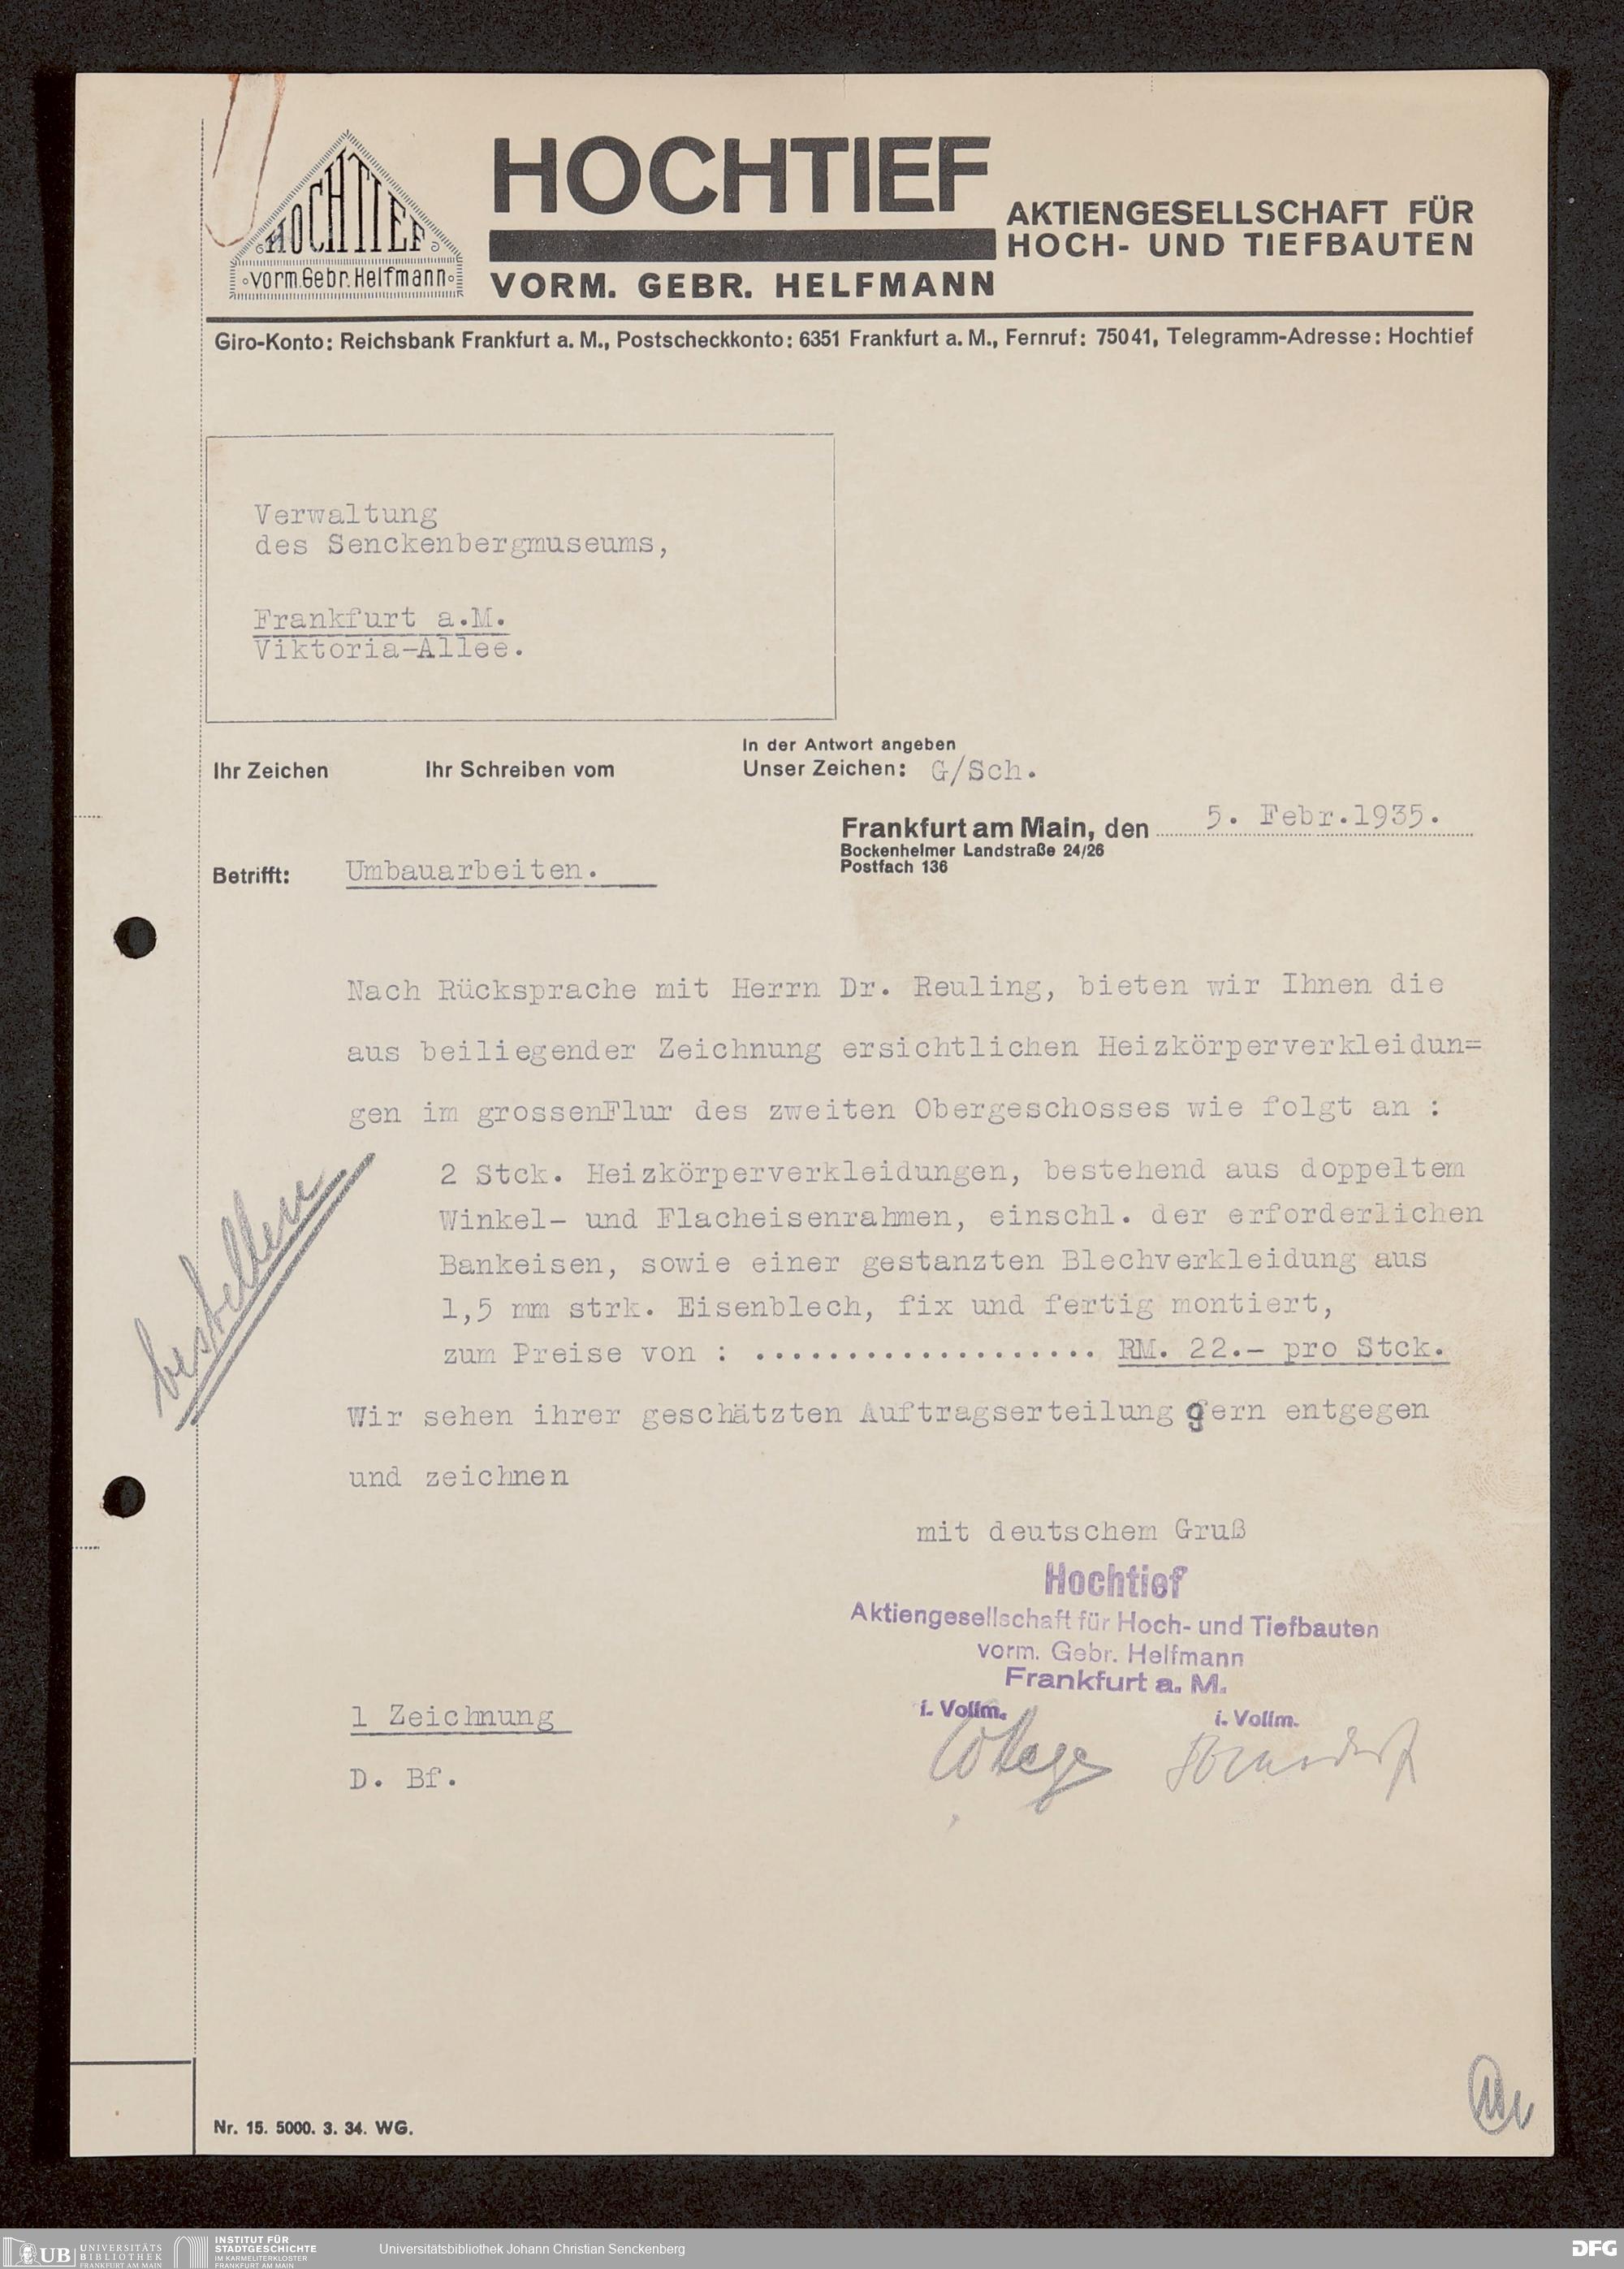 HOCHTIEF
vorm. Gebr. Helfmann
HOCHTIEF
AKTIENGESELLSCHAFT FÜR
HOCH- UND TIEFBAUTEN
VORM. GEBR. HELFMANN
Giro-Konto: Reichsbank Frankfurt a. M., Postscheckkonto: 6351 Frankfurt a. M., Fernruf: 75041, Telegramm-Adresse: Hochtief
Verwaltung
des Senckenbergmuseums,
Frankfurt a.M.
Viktoria-Allee.
In der Antwort angeben
Ihr Zeichen Ihr Schreiben vom Unser Zeichen: G/Sch.
Frankfurt am Main, den 5. Febr.1935.
Bockenheimer Landstraße 24/26
Postfach 136
Betrifft: Umbauarbeiten.
Nach Rücksprache mit Herrn Dr. Reuling, bieten wir Ihnen die
aus beiliegender Zeichnung ersichtlichen Heizkörperverkleidun=
gen im grossenFlur des zweiten Obergeschosses wie folgt an :
2 Stck. Heizkörperverkleidungen, bestehend aus doppeltem
Winkel- und Flacheisenrahmen, einschl. der erforderlichen
Bankeisen, sowie einer gestanzten Blechverkleidung aus
1,5 mm strk. Eisenblech, fix und fertig montiert,
zum Preise von : ................... RM. 22.- pro Stck.
bestellen
Wir sehen ihrer geschätzten Auftragserteilung gern entgegen
und zeichnen
mit deutschem Gruß
Hochtief
Aktiengesellschaft für Hoch- und Tiefbauten
vorm. Gebr. Helfmann
Frankfurt a. M.
i. Vollm. i. Vollm.
1 Zeichnung
D. Bf.
Nr. 15. 5000. 3. 34. WG.
UB UNIVERSITÄTS
BIBLIOTHEK
FRANKFURT AM MAIN
INSTITUT FÜR
STADTGESCHICHTE
IM KARMELITERKLOSTER
FRANKFURT AM MAIN
Universitätsbibliothek Johann Christian Senckenberg
DFG